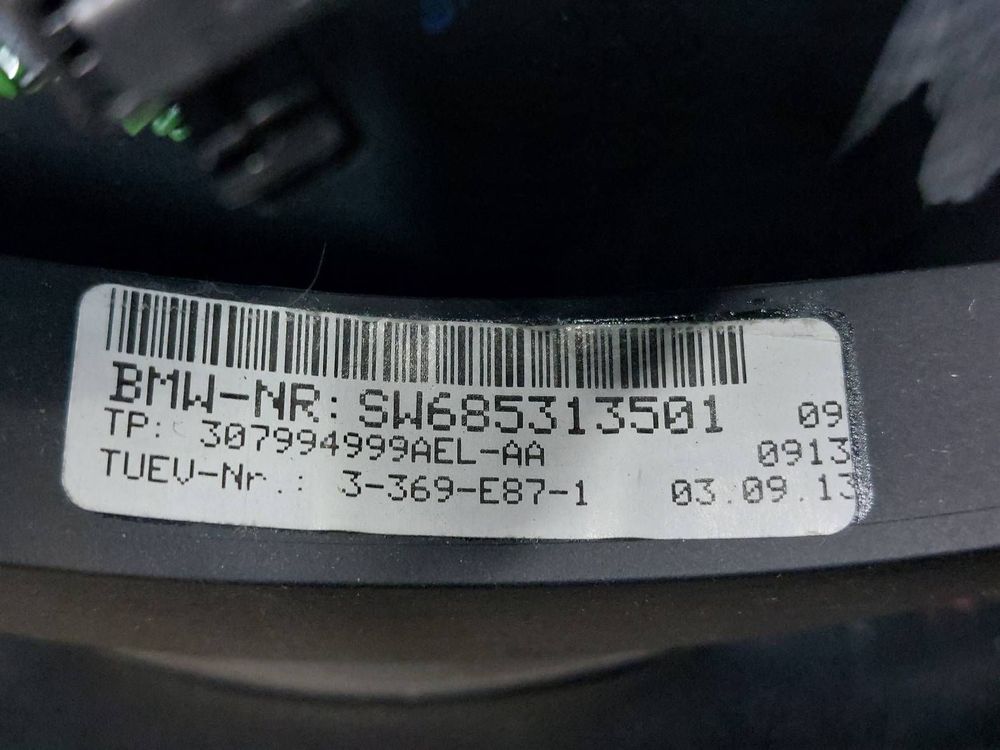 BMW-NR: SW685313501 09
TP: 307994999AEL-AA 0913
TUEV-Nr.: 3-369-E87-1 03.09.13